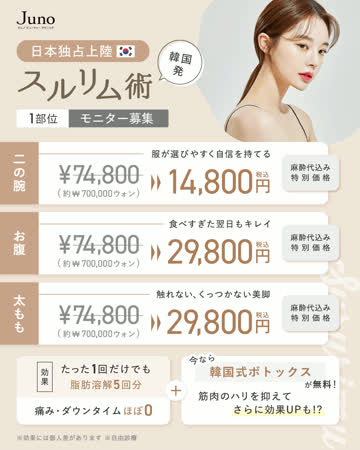 Juno
日本独占上陸
韓国発
スルリム術
1部位 モニター募集
二の腕
服が選びやすく自信を持てる
¥74,800
(約₩700,000ウォン)
14,800円 税込
麻酔代込み
特別価格
お腹
食べすぎた翌日もキレイ
¥74,800
(約₩700,000ウォン)
29,800円 税込
麻酔代込み
特別価格
太もも
触れない、くっつかない美脚
¥74,800
(約₩700,000ウォン)
29,800円 税込
麻酔代込み
特別価格
効果
たった1回だけでも
脂肪溶解5回分
痛み・ダウンタイムほぼ0
+
今なら
韓国式ボトックス
が無料!
筋肉のハリを抑えて
さらに効果UPも!?
※効果には個人差があります ※自由診療